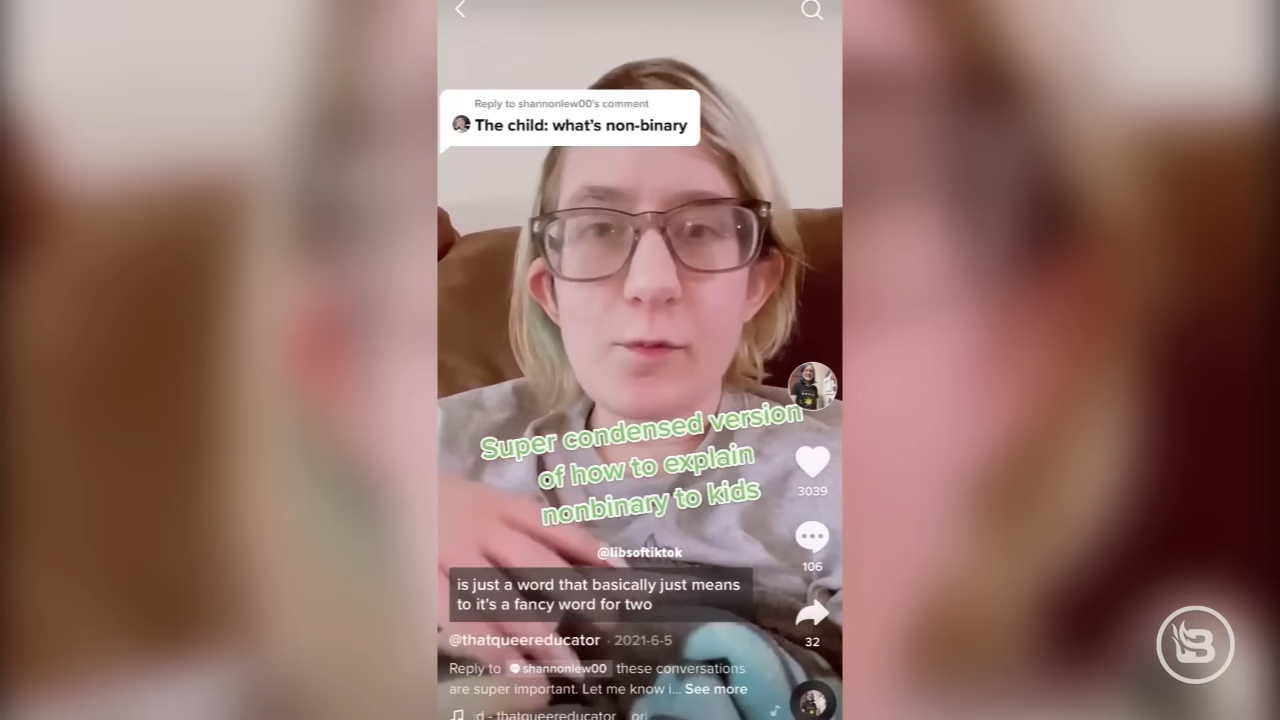 Reply to shannonlew00's comment
The child: what's non-binary
Super condensed version
of how to explain
nonbinary to kids
3039
@libsoftiktok
106
is just a word that basically just means
to it's a fancy word for two
32
@thatqueereducator · 2021-6-5
Reply to shannonlew00 these conversations
are super important. Let me know i... See more
d - thatqueereducator ori
B